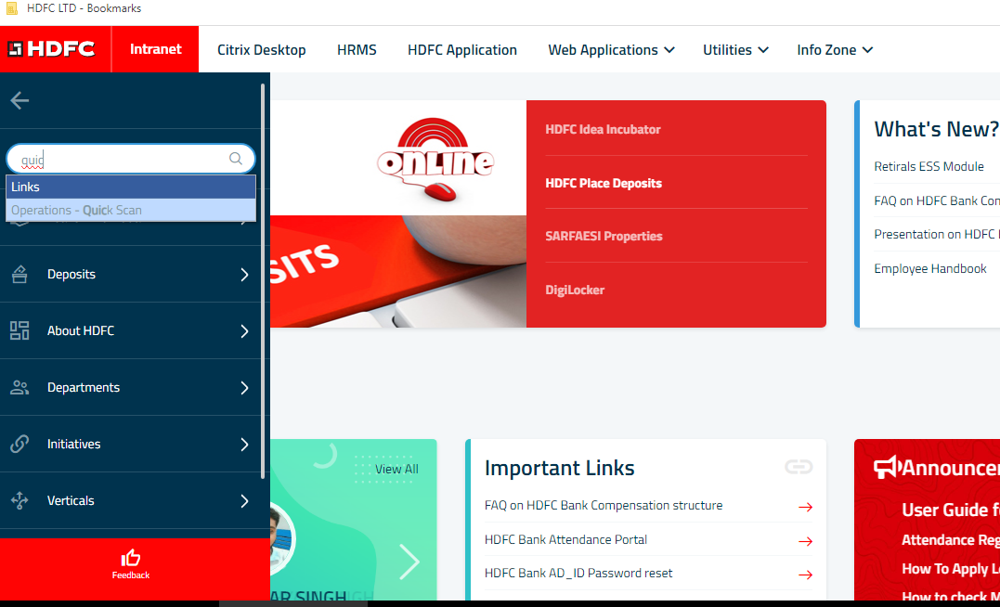 HDFC LTD - Bookmarks
HDFC
Intranet
Citrix Desktop
HRMS
HDFC Application
Web Applications
Utilities
Info Zone
quic
Links
Operations - Quick Scan
Deposits
About HDFC
Departments
Initiatives
Verticals
Feedback
ONLINE
SITS
HDFC Idea Incubator
HDFC Place Deposits
SARFAESI Properties
DigiLocker
What's New?
Retirals ESS Module
FAQ on HDFC Bank Con
Presentation on HDFC
Employee Handbook
View All
AR SINGH
Important Links
FAQ on HDFC Bank Compensation structure
HDFC Bank Attendance Portal
HDFC Bank AD_ID Password reset
Announcer
User Guide f
Attendance Reg
How To Apply L
How to check M